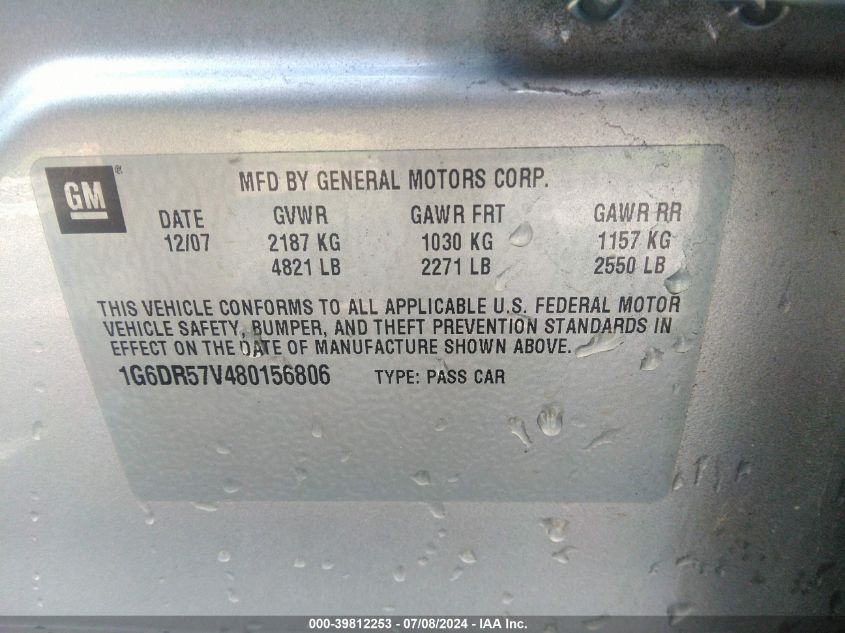 GM ®
MFD BY GENERAL MOTORS CORP.
DATE GVWR GAWR FRT GAWR RR
12/07 2187 KG 1030 KG 1157 KG
4821 LB 2271 LB 2550 LB
THIS VEHICLE CONFORMS TO ALL APPLICABLE U.S. FEDERAL MOTOR
VEHICLE SAFETY, BUMPER, AND THEFT PREVENTION STANDARDS IN
EFFECT ON THE DATE OF MANUFACTURE SHOWN ABOVE.
1G6DR57V480156806 TYPE: PASS CAR
000-39812253 - 07/08/2024 - IAA Inc.